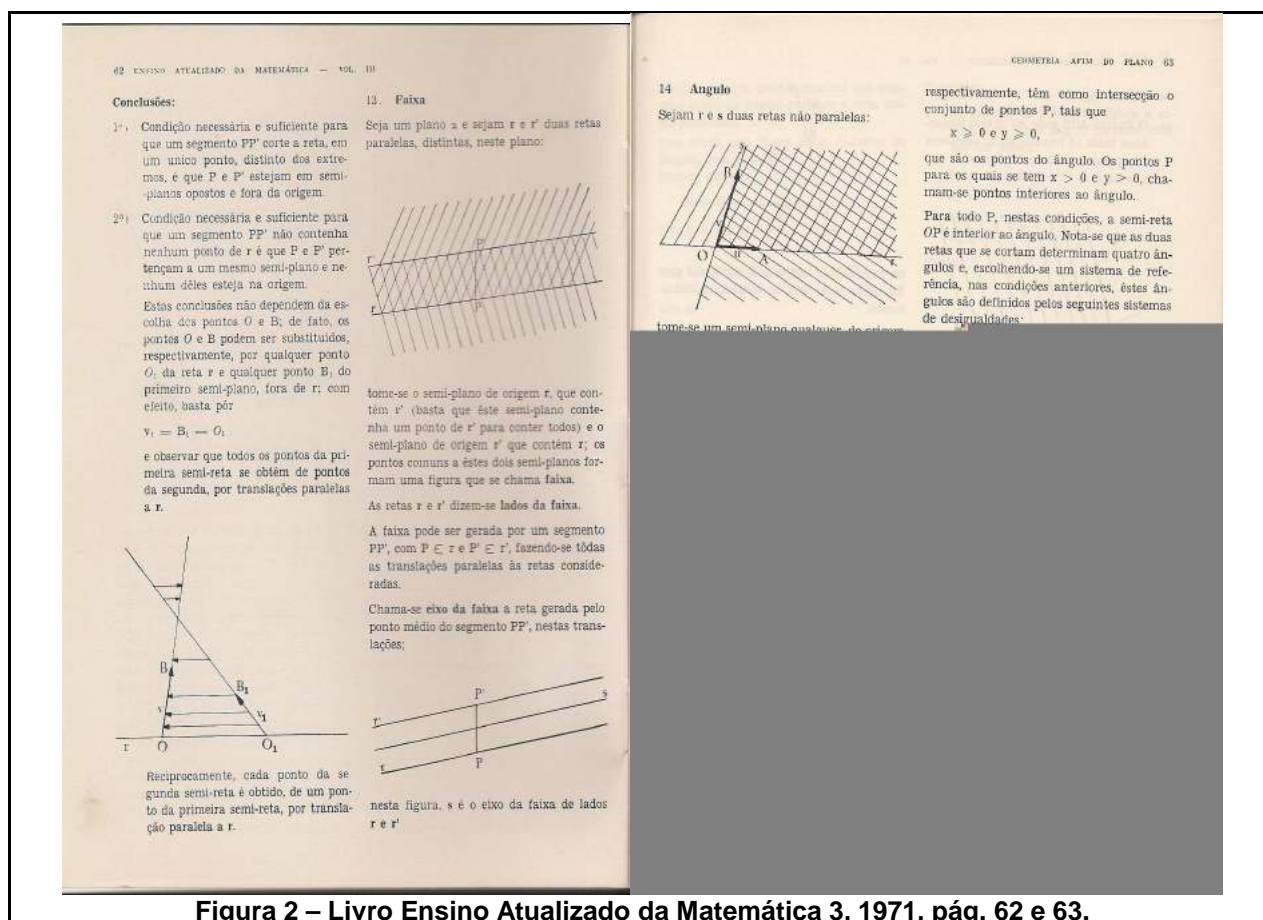 62 ENSINO ATUALIZADO DA MATEMÁTICA — VOL. III
Conclusões:
1ª: Condição necessária e suficiente para
que um segmento PP' corte a reta, em
um unico ponto, distinto dos extre-
mos, é que P e P' estejam em semi-
-planos opostos e fora da origem.
Condição necessária e suficiente para
que um segmento PP' não contenha
nenhum ponto de r é que P e P' per-
tençam a um mesmo semi-plano e ne-
nhum dêles esteja na origem.
Estas conclusões não dependem da es-
colha dos pontos O e B; de fato, os
pontos O e B podem ser substituídos,
respectivamente, por qualquer ponto
O₁ da reta r e qualquer ponto B₁ do
primeiro semi-plano, fora de r; com
efeito, basta pôr
v₁ = B₁ — O₁
e observar que todos os pontos da pri-
meira semi-reta se obtêm de pontos
da segunda, por translações paralelas
a r.
B
B₁
v
v₁
r
O
O₁
Reciprocamente, cada ponto da se
gunda semi-reta é obtido, de um pon-
to da primeira semi-reta, por transla-
ção paralela a r.
13. Faixa
Seja um plano α e sejam r e r' duas retas
paralelas, distintas, neste plano:
r'
P'
r
P
tome-se o semi-plano de origem r, que con-
tém r' (basta que êste semi-plano conte-
nha um ponto de r' para conter todos) e o
semi-plano de origem r' que contém r; os
pontos comuns a êstes dois semi-planos for-
mam uma figura que se chama faixa.
As retas r e r' dizem-se lados da faixa.
A faixa pode ser gerada por um segmento
PP', com P ∈ r e P' ∈ r', fazendo-se tôdas
as translações paralelas às retas conside-
radas.
Chama-se eixo da faixa a reta gerada pelo
ponto médio do segmento PP', nestas trans-
lações;
P'
s
r'
r
P
nesta figura, s é o eixo da faixa de lados
r e r'
GEOMETRIA AFIM DO PLANO 63
14 Angulo
Sejam r e s duas retas não paralelas:
s
B
v
O
u
A
r
tome-se um semi-plano qualquer, de origem
respectivamente, têm como intersecção o
conjunto de pontos P, tais que
x ⩾ 0 e y ⩾ 0,
que são os pontos do ângulo. Os pontos P
para os quais se tem x > 0 e y > 0, cha-
mam-se pontos interiores ao ângulo.
Para todo P, nestas condições, a semi-reta
OP é interior ao ângulo. Nota-se que as duas
retas que se cortam determinam quatro ân-
gulos e, escolhendo-se um sistema de refe-
rência, nas condições anteriores, êstes ân-
gulos são definidos pelos seguintes sistemas
de desigualdades:
Figura 2 – Livro Ensino Atualizado da Matemática 3, 1971, pág. 62 e 63.